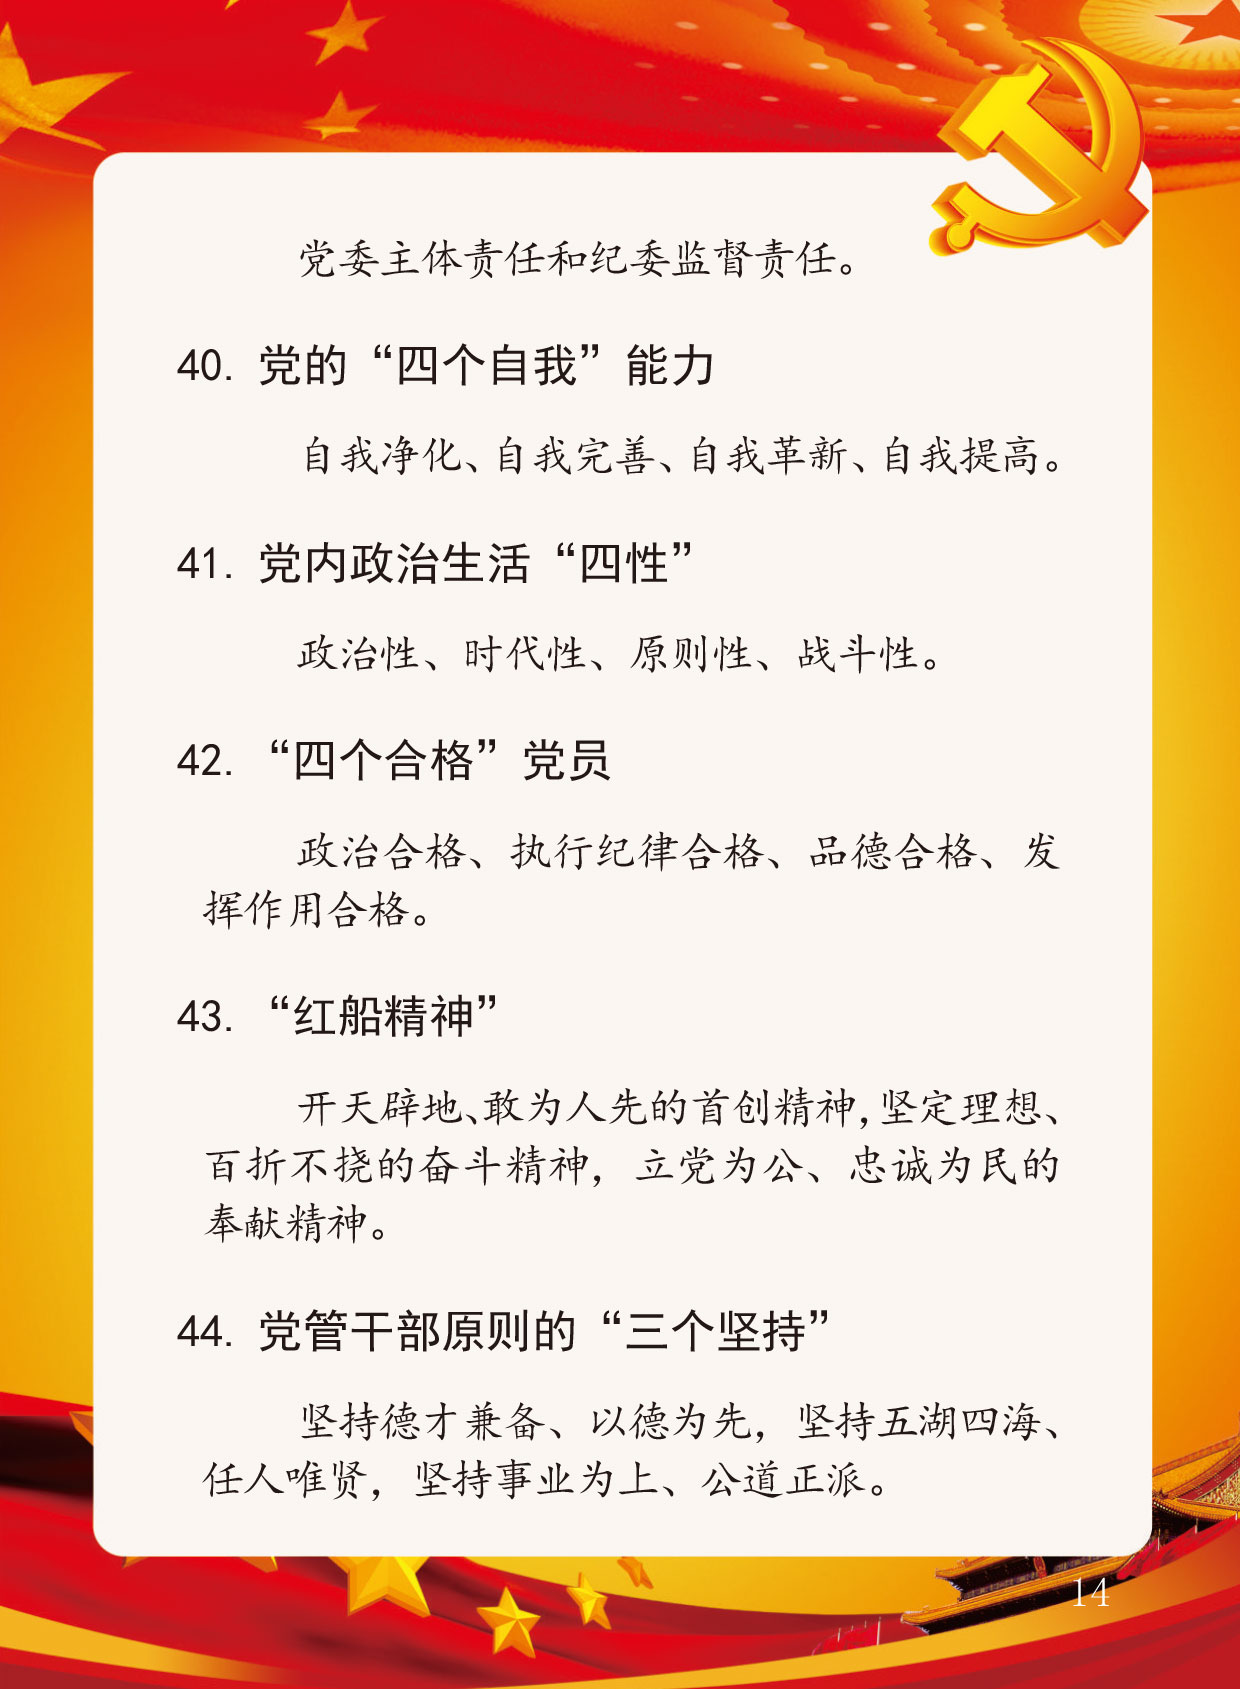 党委主体责任和纪委监督责任。
40. 党的“四个自我”能力
自我净化、自我完善、自我革新、自我提高。
41. 党内政治生活“四性”
政治性、时代性、原则性、战斗性。
42. “四个合格”党员
政治合格、执行纪律合格、品德合格、发
挥作用合格。
43. “红船精神”
开天辟地、敢为人先的首创精神，坚定理想、
百折不挠的奋斗精神，立党为公、忠诚为民的
奉献精神。
44. 党管干部原则的“三个坚持”
坚持德才兼备、以德为先，坚持五湖四海、
任人唯贤，坚持事业为上、公道正派。
14